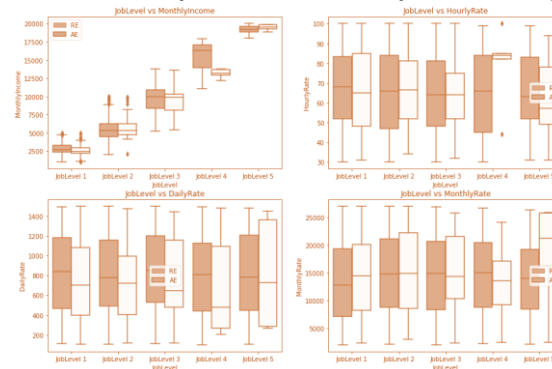 JobLevel vs MonthlyIncome
MonthlyIncome
20000
17500
15000
12500
10000
7500
5000
2500
RE
AE
JobLevel 1 JobLevel 2 JobLevel 3 JobLevel 4 JobLevel 5
JobLevel
JobLevel vs HourlyRate
HourlyRate
100
90
80
70
60
50
40
30
JobLevel 1 JobLevel 2 JobLevel 3 JobLevel 4 JobLevel 5
JobLevel
JobLevel vs DailyRate
DailyRate
1400
1200
1000
800
600
400
200
RE
AE
JobLevel 1 JobLevel 2 JobLevel 3 JobLevel 4 JobLevel 5
JobLevel vs MonthlyRate
MonthlyRate
25000
20000
15000
10000
5000
JobLevel 1 JobLevel 2 JobLevel 3 JobLevel 4 JobLevel 5